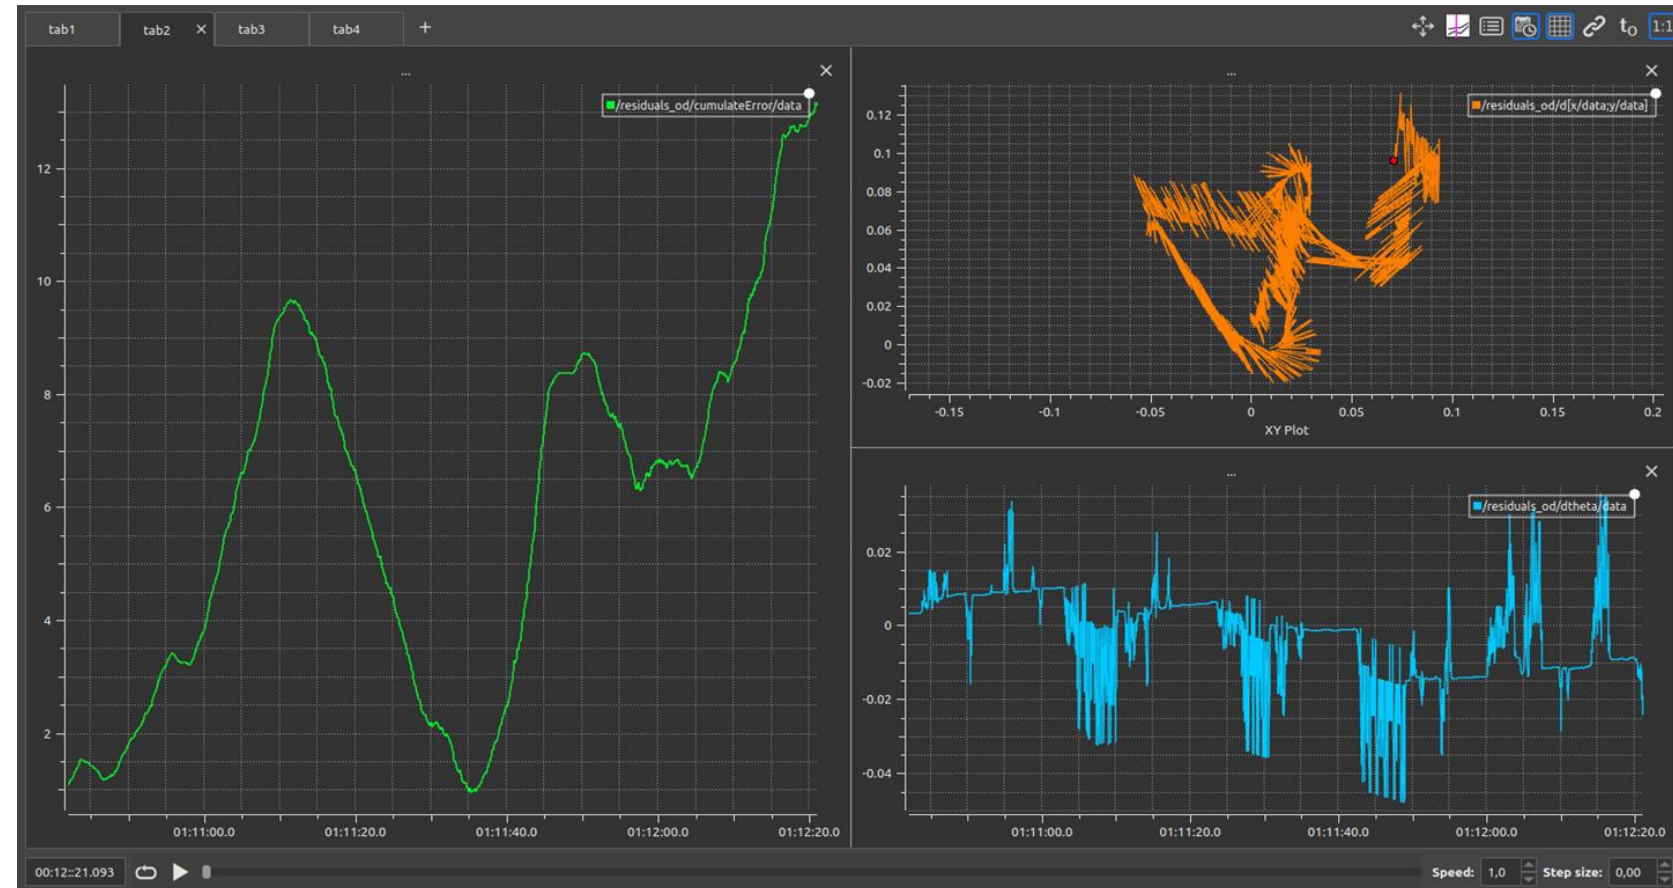 tab1 tab2 × tab3 tab4 + t₀ 1:1
...
/residuals_od/cumulateError/data
12
10
8
6
4
2
01:11:00.0 01:11:20.0 01:11:40.0 01:12:00.0 01:12:20.0
...
/residuals_od/d[x/data;y/data]
0.12
0.1
0.08
0.06
0.04
0.02
0
-0.02
-0.15 -0.1 -0.05 0 0.05 0.1 0.15 0.2
XY Plot
...
/residuals_od/dtheta/data
0.02
0
-0.02
-0.04
01:11:00.0 01:11:20.0 01:11:40.0 01:12:00.0 01:12:20.0
00:12::21.093 Speed: 1,0 Step size: 0,00